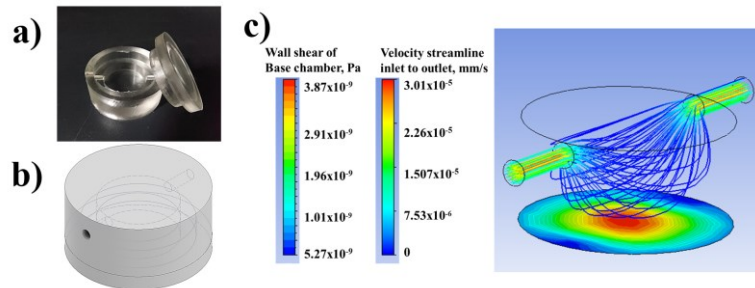 a)
b)
c)
Wall shear of
Base chamber, Pa
3.87x10⁻⁹
2.91x10⁻⁹
1.96x10⁻⁹
1.01x10⁻⁹
5.27x10⁻⁹
Velocity streamline
inlet to outlet, mm/s
3.01x10⁻⁵
2.26x10⁻⁵
1.507x10⁻⁵
7.53x10⁻⁶
0